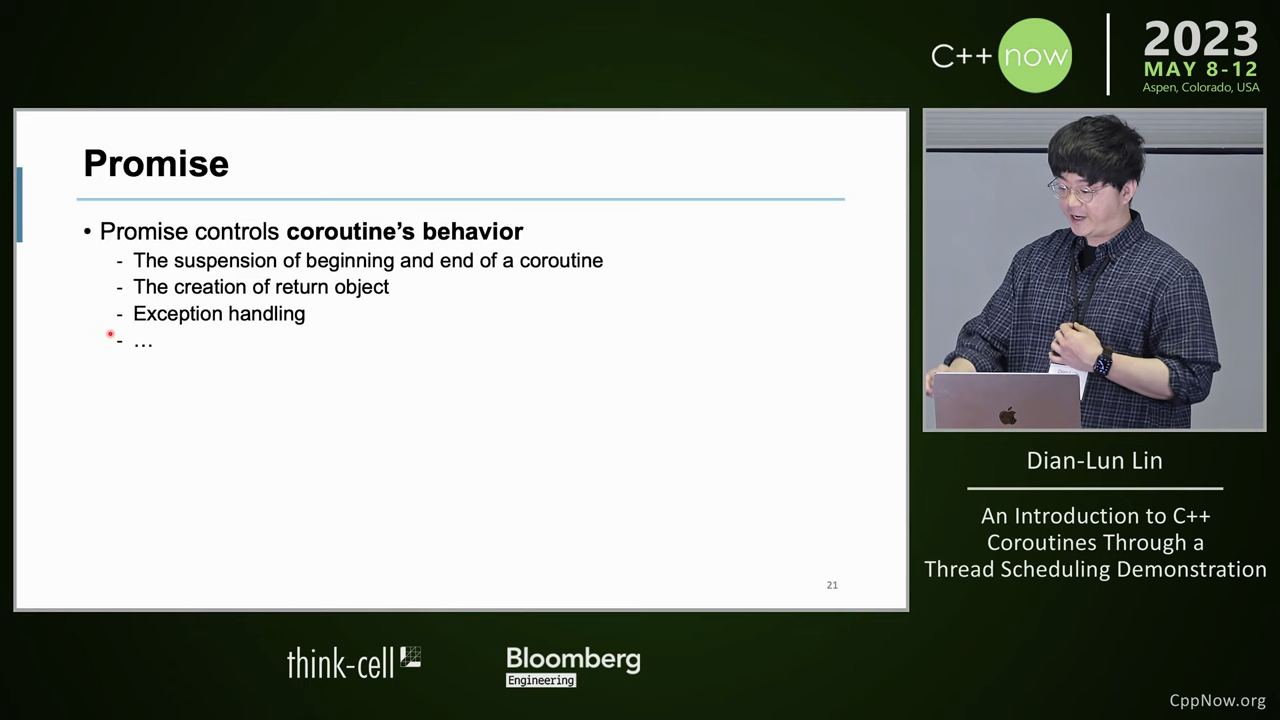 C++ now
2023
MAY 8-12
Aspen, Colorado, USA
Promise
• Promise controls coroutine's behavior
- The suspension of beginning and end of a coroutine
- The creation of return object
- Exception handling
- ...
21
Dian-Lun Lin
An Introduction to C++
Coroutines Through a
Thread Scheduling Demonstration
think-cell
Bloomberg
Engineering
CppNow.org